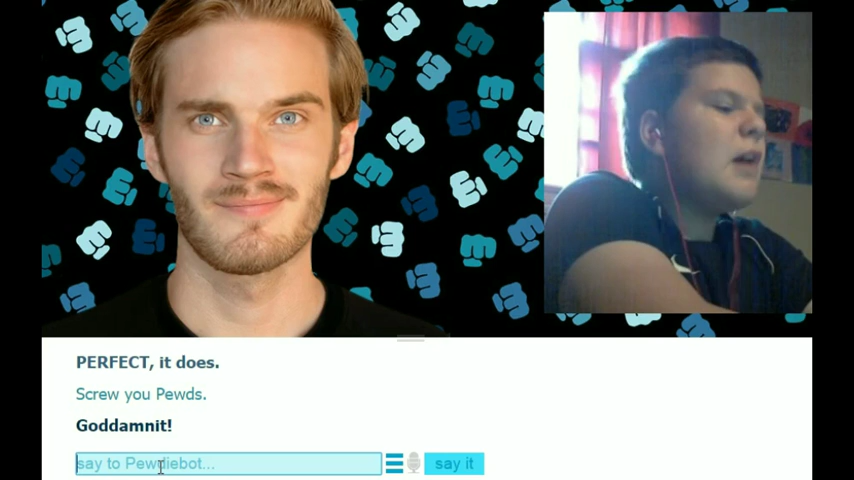 PERFECT, it does.
Screw you Pewds.
Goddamnit!
say to Pewdiebot...
say it